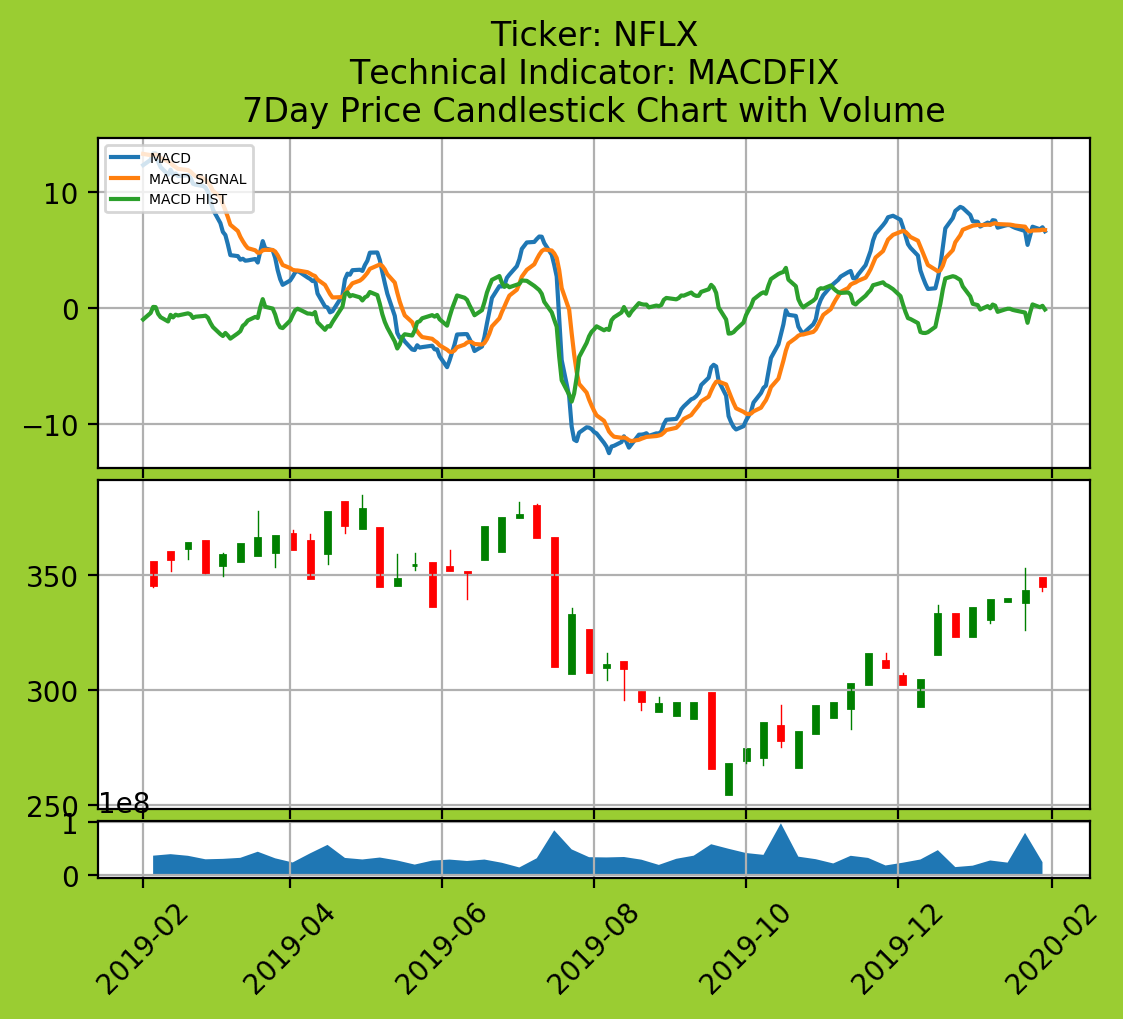 Ticker: NFLX
Technical Indicator: MACDFIX
7Day Price Candlestick Chart with Volume
MACD
MACD SIGNAL
MACD HIST
10
0
−10
350
300
250
1e8
1
0
2019-02
2019-04
2019-06
2019-08
2019-10
2019-12
2020-02